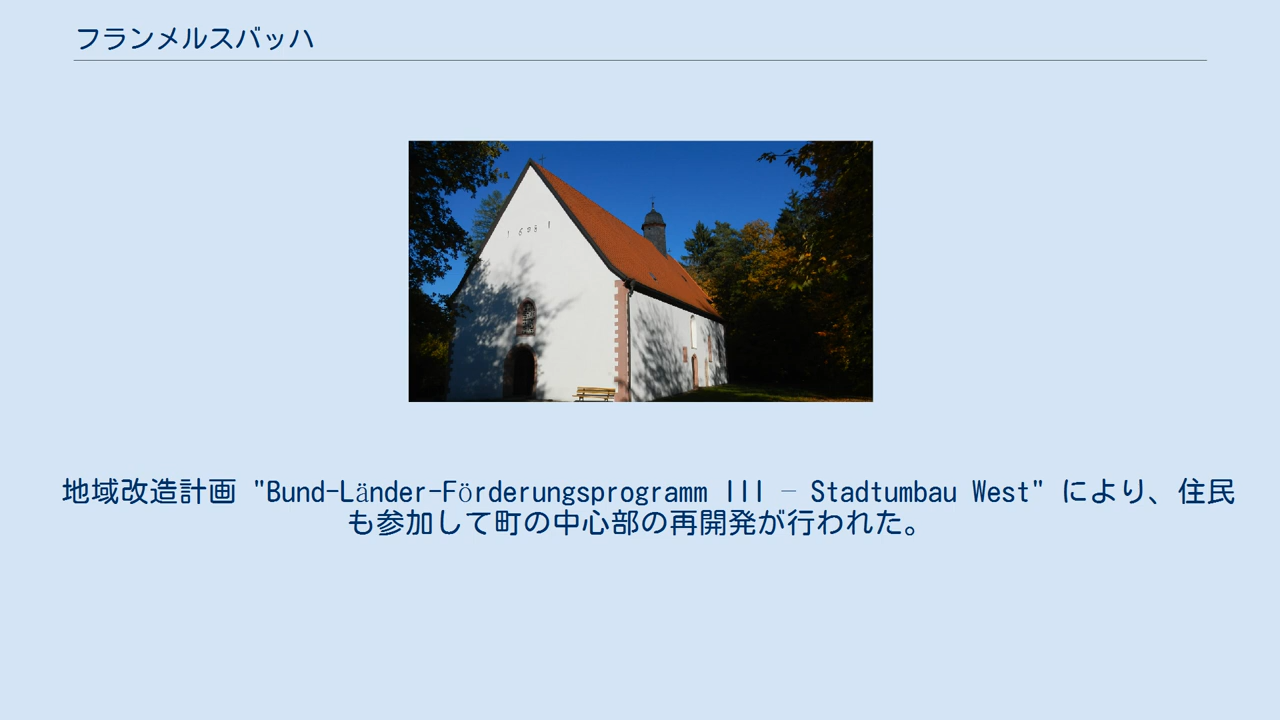 フランメルスバッハ
地域改造計画 "Bund-Länder-Förderungsprogramm III – Stadtumbau West" により、住民
も参加して町の中心部の再開発が行われた。